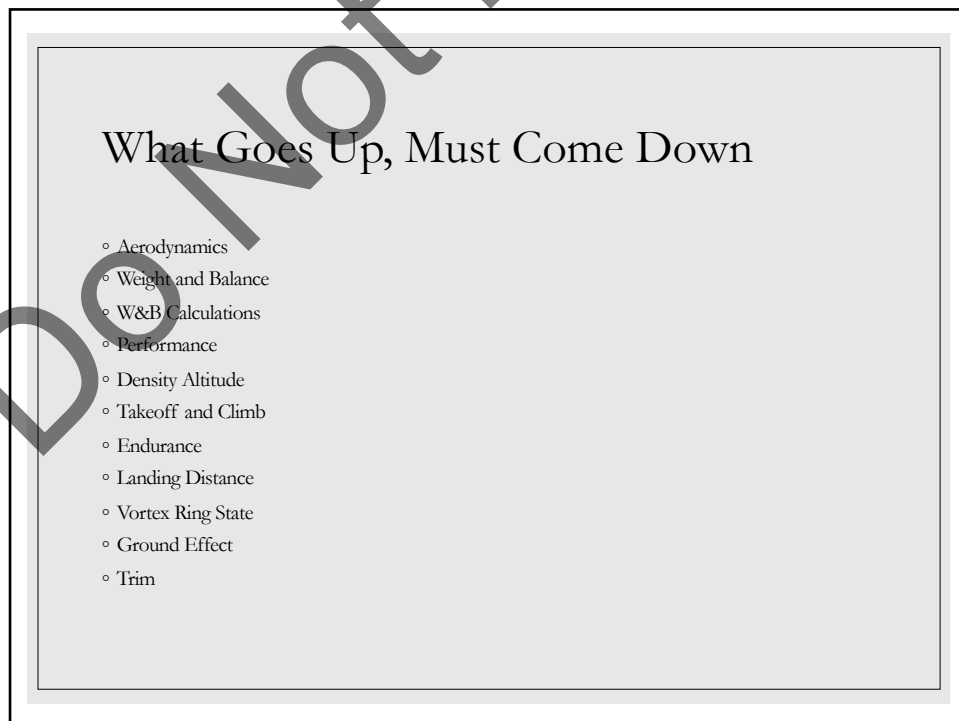 Do Not
What Goes Up, Must Come Down
◦ Aerodynamics
◦ Weight and Balance
◦ W&B Calculations
◦ Performance
◦ Density Altitude
◦ Takeoff and Climb
◦ Endurance
◦ Landing Distance
◦ Vortex Ring State
◦ Ground Effect
◦ Trim